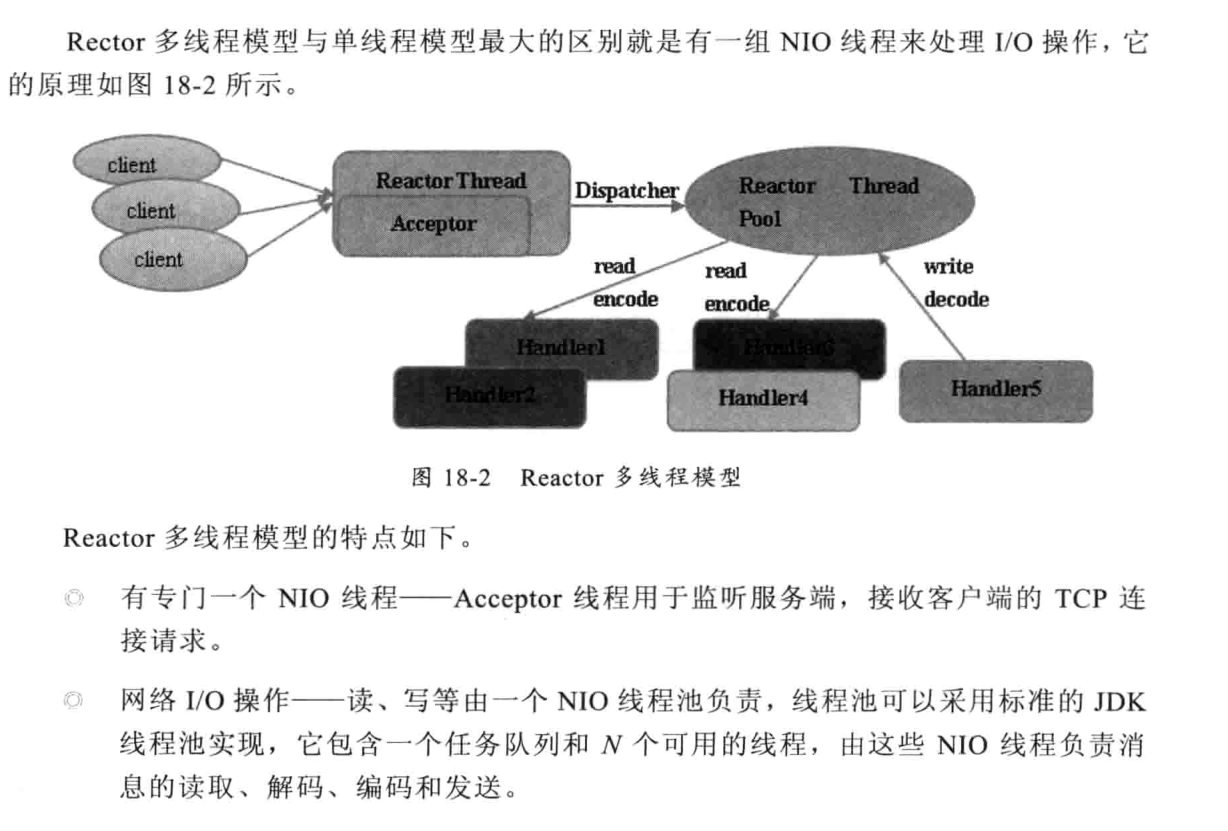 Rector 多线程模型与单线程模型最大的区别就是有一组 NIO 线程来处理 I/O 操作，它
的原理如图 18-2 所示。
client
client
client
Reactor Thread
Acceptor
Dispatcher
Reactor Thread
Pool
read
encode
read
encode
write
decode
Handler1
Handler2
Handler3
Handler4
Handler5
图 18-2 Reactor 多线程模型
Reactor 多线程模型的特点如下。
◎ 有专门一个 NIO 线程——Acceptor 线程用于监听服务端，接收客户端的 TCP 连
接请求。
◎ 网络 I/O 操作——读、写等由一个 NIO 线程池负责，线程池可以采用标准的 JDK
线程池实现，它包含一个任务队列和 N 个可用的线程，由这些 NIO 线程负责消
息的读取、解码、编码和发送。